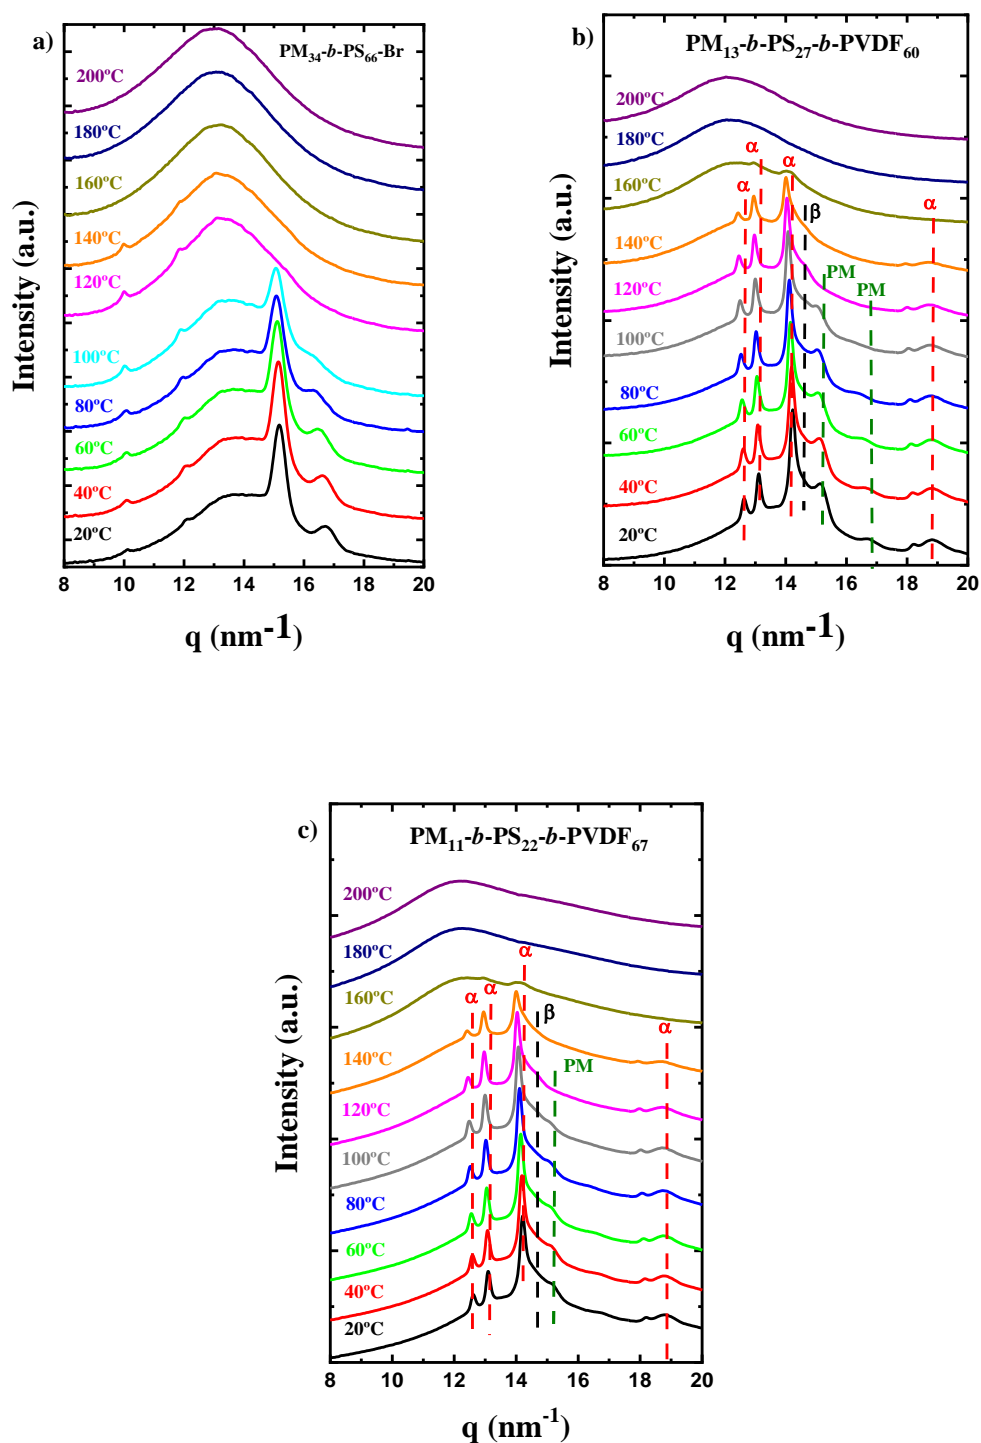 a)
PM34-b-PS66-Br
200ºC
180ºC
160ºC
140ºC
120ºC
100ºC
80ºC
60ºC
40ºC
20ºC
Intensity (a.u.)
8 10 12 14 16 18 20
q (nm-1)
b)
PM13-b-PS27-b-PVDF60
200ºC
180ºC
160ºC
140ºC
120ºC
100ºC
80ºC
60ºC
40ºC
20ºC
α α α β PM PM α
Intensity (a.u.)
8 10 12 14 16 18 20
q (nm-1)
c)
PM11-b-PS22-b-PVDF67
200ºC
180ºC
160ºC
140ºC
120ºC
100ºC
80ºC
60ºC
40ºC
20ºC
α α α β PM α
Intensity (a.u.)
8 10 12 14 16 18 20
q (nm-1)